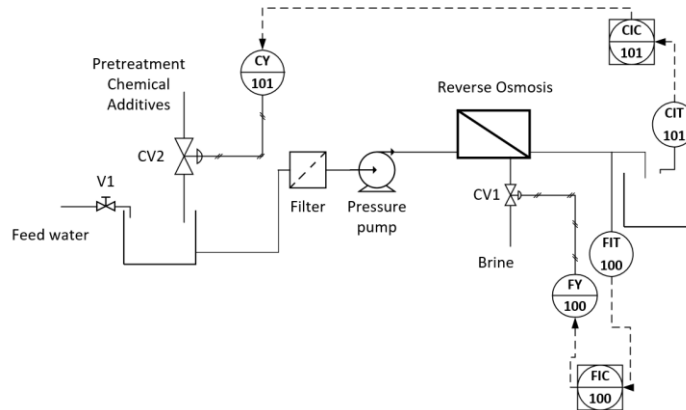 CIC
101
CY
101
Pretreatment
Chemical
Additives
Reverse Osmosis
CIT
101
CV2
V1
Filter
Pressure
pump
CV1
Feed water
Brine
FIT
100
FY
100
FIC
100